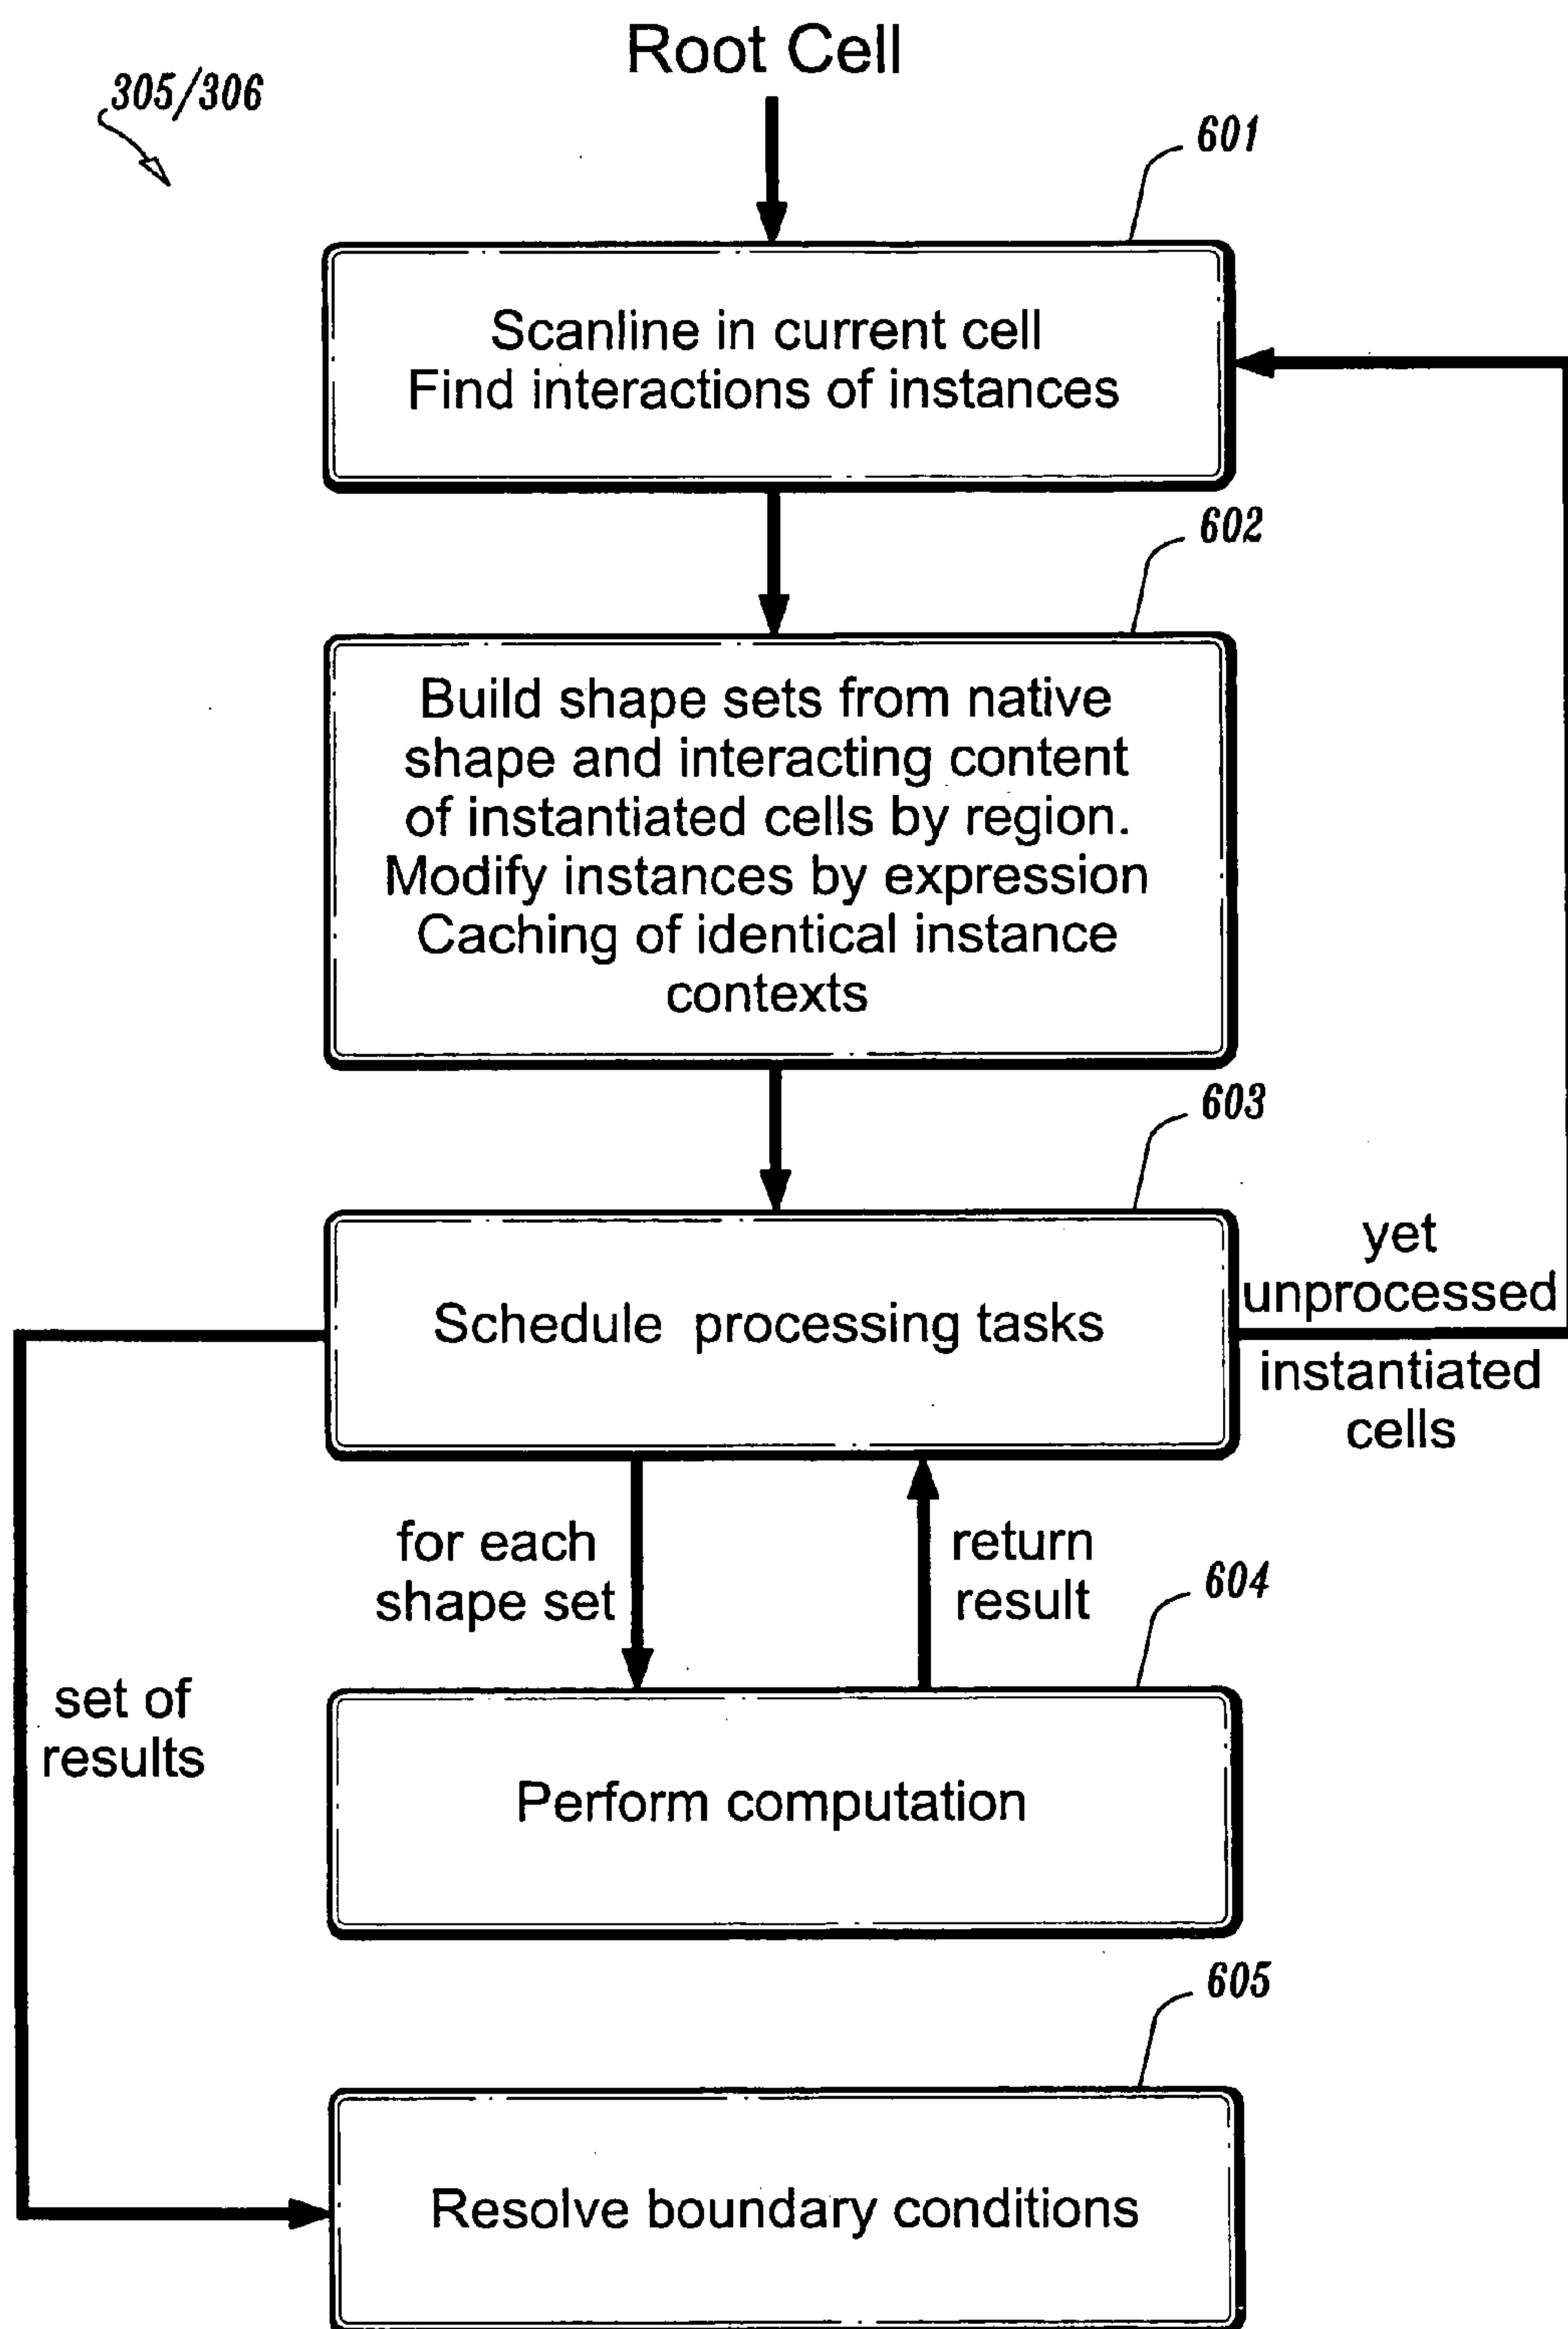 Root Cell
305/306
601
Scanline in current cell
Find interactions of instances
602
Build shape sets from native
shape and interacting content
of instantiated cells by region.
Modify instances by expression
Caching of identical instance
contexts
603
Schedule processing tasks
yet
unprocessed
instantiated
cells
for each
shape set
return
result
604
set of
results
Perform computation
605
Resolve boundary conditions